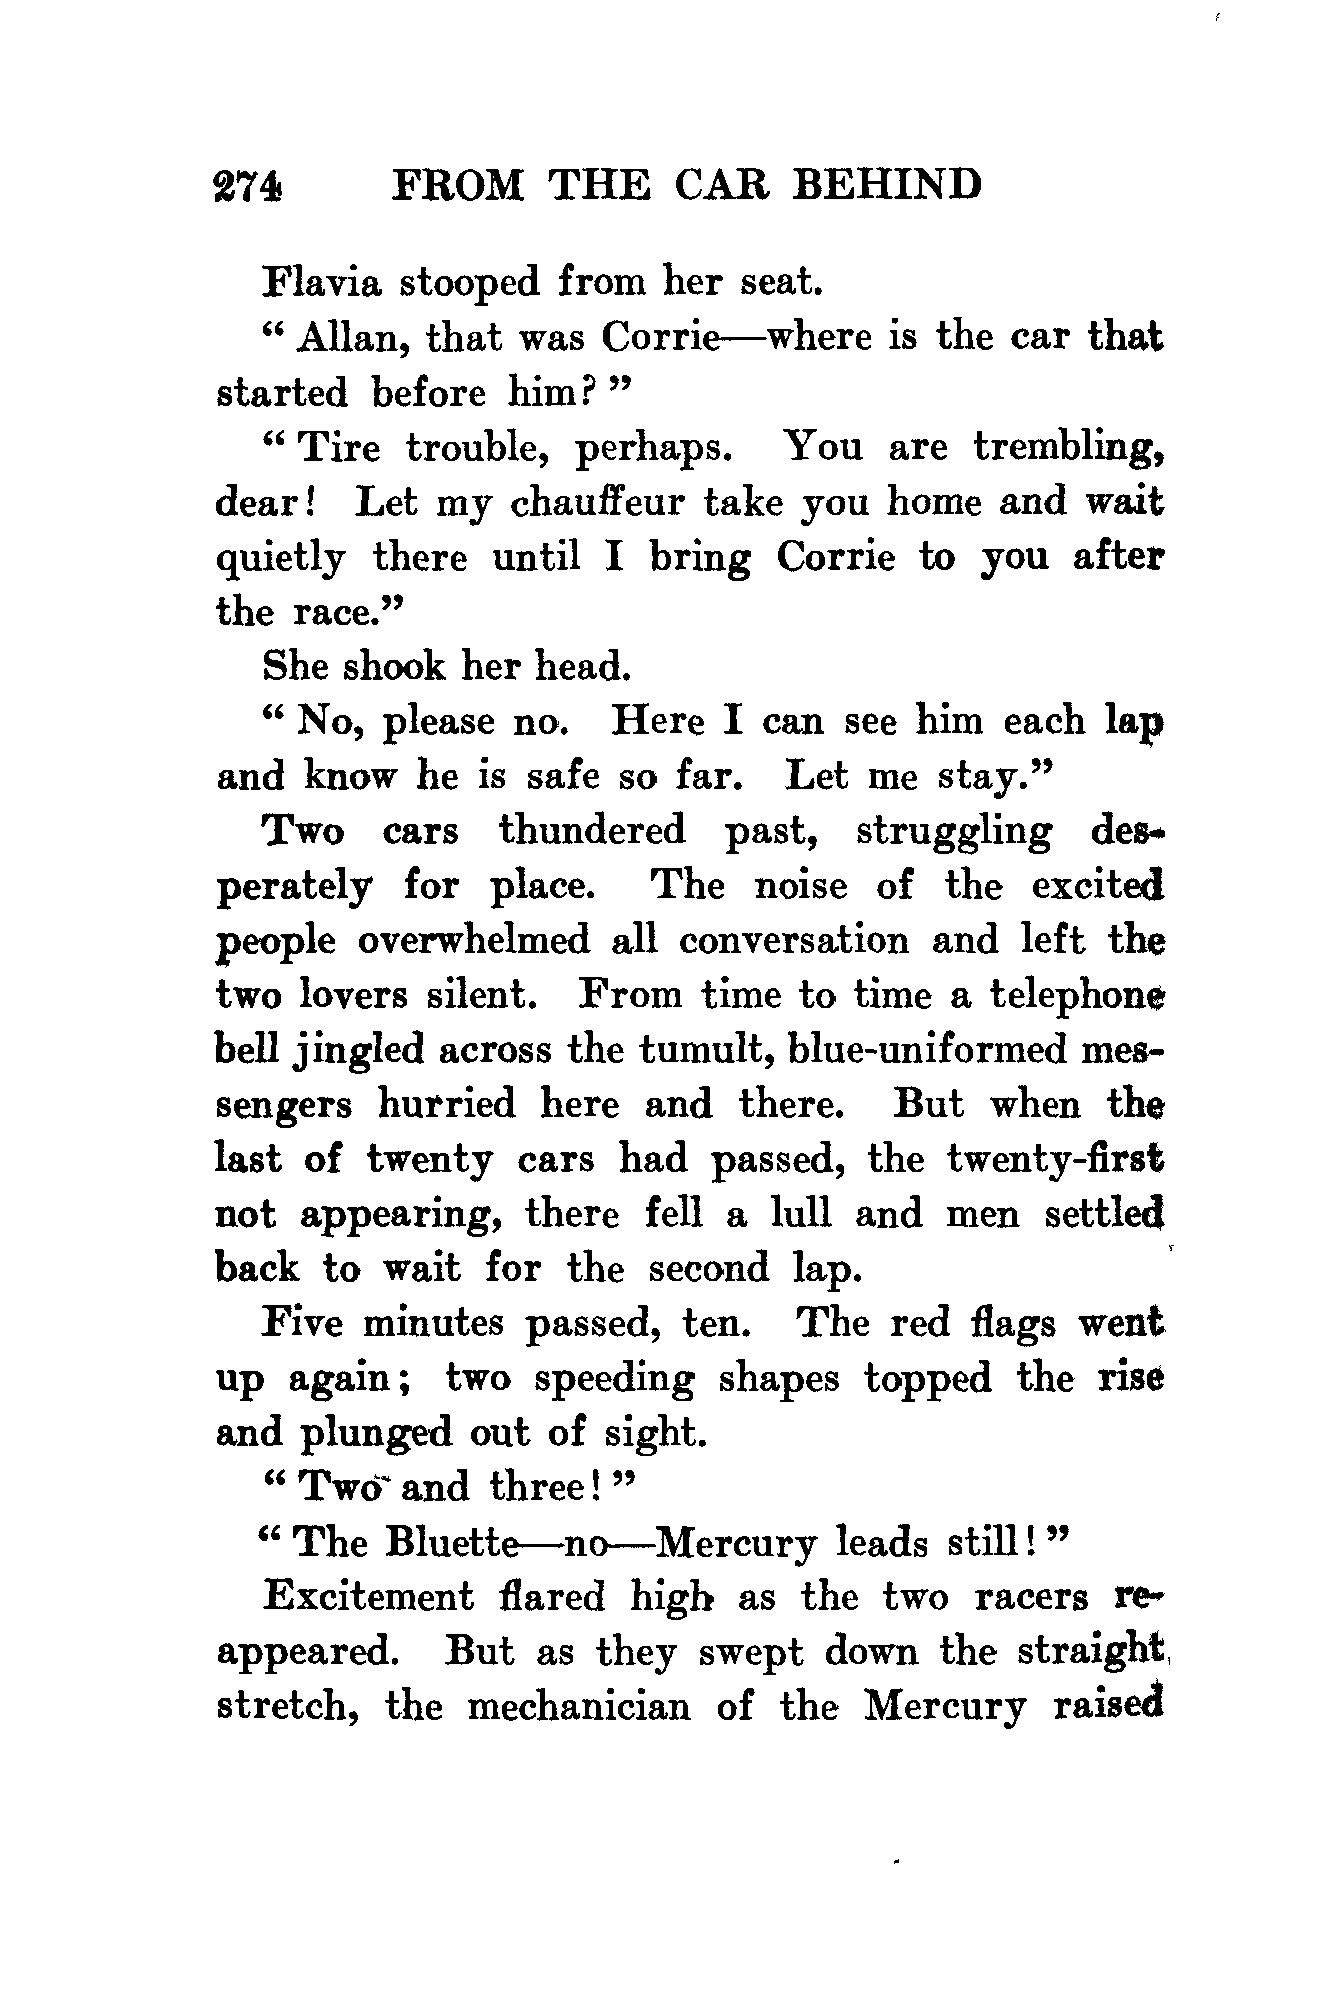 274 FROM THE CAR BEHIND
Flavia stooped from her seat.
“ Allan, that was Corrie—where is the car that
started before him? ”
“ Tire trouble, perhaps. You are trembling,
dear! Let my chauffeur take you home and wait
quietly there until I bring Corrie to you after
the race.”
She shook her head.
“ No, please no. Here I can see him each lap
and know he is safe so far. Let me stay.”
Two cars thundered past, struggling des-
perately for place. The noise of the excited
people overwhelmed all conversation and left the
two lovers silent. From time to time a telephone
bell jingled across the tumult, blue-uniformed mes-
sengers hurried here and there. But when the
last of twenty cars had passed, the twenty-first
not appearing, there fell a lull and men settled
back to wait for the second lap.
Five minutes passed, ten. The red flags went
up again; two speeding shapes topped the rise
and plunged out of sight.
“ Two and three! ”
“ The Bluette—no—Mercury leads still! ”
Excitement flared high as the two racers re-
appeared. But as they swept down the straight
stretch, the mechanician of the Mercury raised